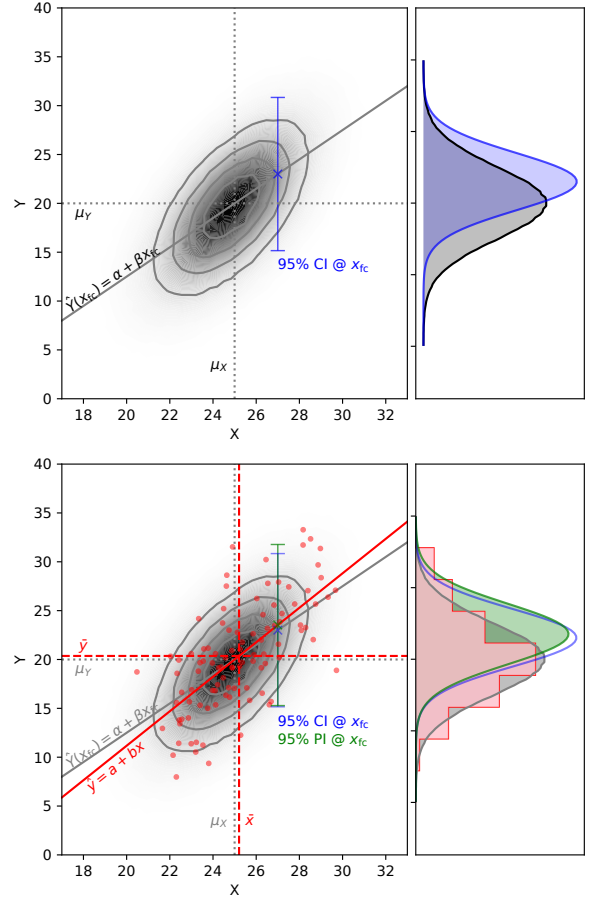 40
35
30
25
Y
20
μ_Y
95% CI @ x_fc
15
Ŷ(x_fc) = α + βx_fc
10
5
μ_X
0
18 20 22 24 26 28 30 32
X
40
35
30
25
ȳ
Y
20
μ_Y
15
95% CI @ x_fc
95% PI @ x_fc
Ŷ(x_fc) = α + βx_fc
10
ŷ = a + bx
5
μ_X x̄
0
18 20 22 24 26 28 30 32
X